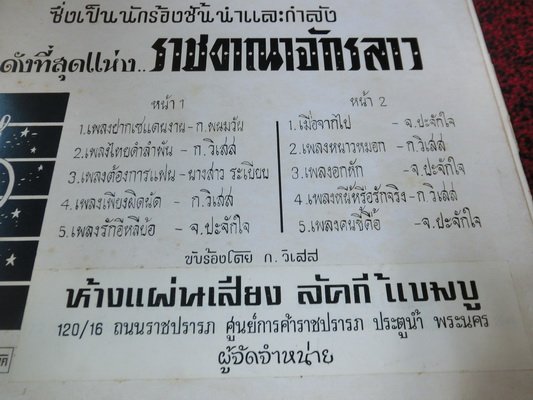 ซึ่งเป็นนักร้องชั้นนำและกำลัง
ดังที่สุดแห่ง.. ราชอาณาจักรลาว
หน้า 1
1.เพลงฝากเซแดนงาน - ก.พนมวัน
2.เพลงไทยดำลำพัน - ก.วิเสส
3.เพลงต้องการแฟน - นางสาว ระเบียบ
4.เพลงเพียงผิดนัด - ก.วิเสส
5.เพลงรักอีหลีย้อ - จ.ปะจักใจ
หน้า 2
1.เมื่อจากไป - จ.ปะจักใจ
2.เพลงหนาวหมอก - ก.วิเสส
3.เพลงอกหัก - จ.ปะจักใจ
4.เพลงหนี้หรือรักจริง - ก.วิเสส
5.เพลงคนขี้ดื้อ - จ.ปะจักใจ
ขับร้องโดย ก.วิเสส
ห้างแผ่นเสียง ลัคกี้ แบมบู
120/16 ถนนราชปรารภ ศูนย์การค้าราชปรารภ ประตูน้ำ พระนคร
ผู้จัดจำหน่าย